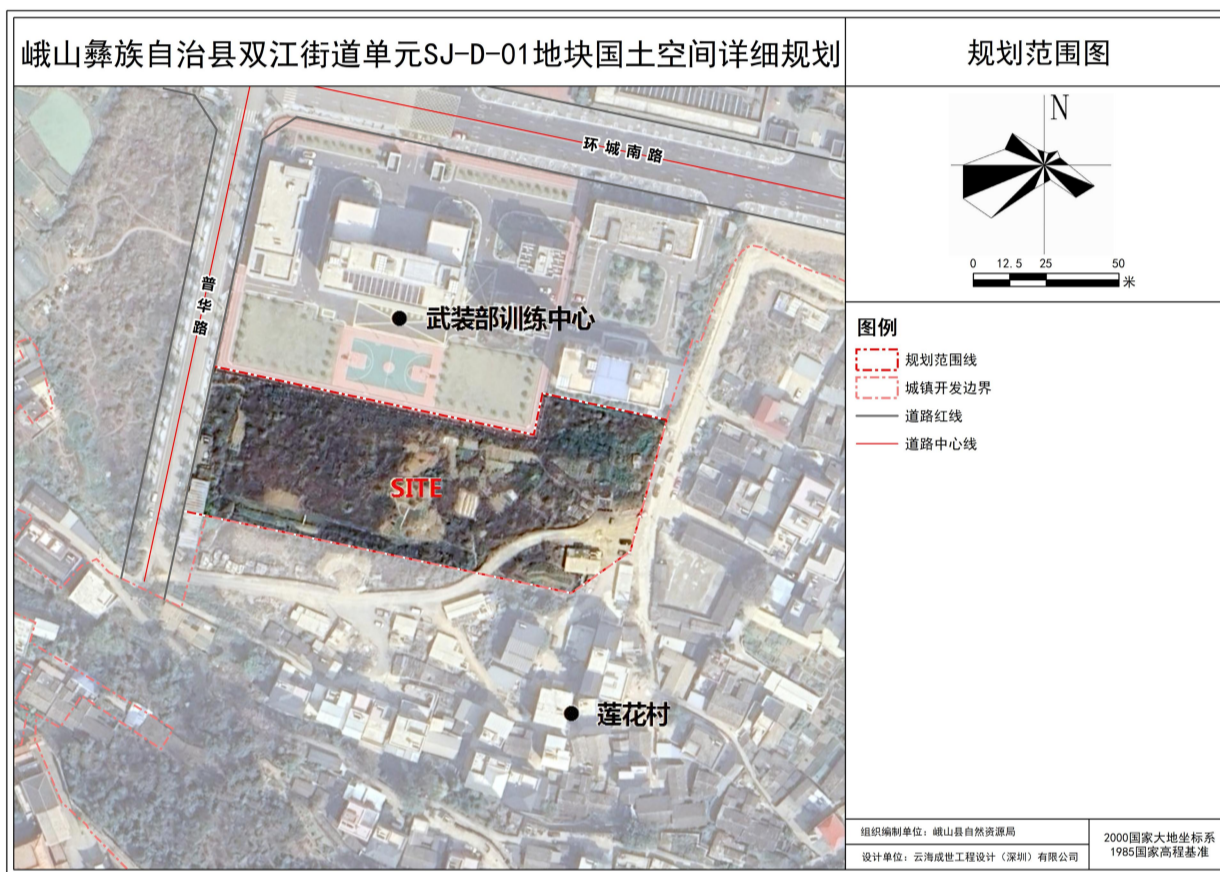 峨山彝族自治县双江街道单元SJ-D-01地块国土空间详细规划
规划范围图
N
0 12.5 25 50
米
环城南路
普华路
武装部训练中心
SITE
莲花村
图例
规划范围线
城镇开发边界
道路红线
道路中心线
组织编制单位：峨山县自然资源局
设计单位：云海成世工程设计（深圳）有限公司
2000国家大地坐标系
1985国家高程基准